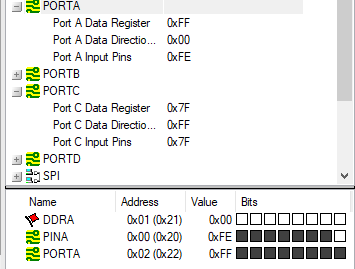 PORTA
Port A Data Register 0xFF
Port A Data Directio... 0x00
Port A Input Pins 0xFE
PORTB
PORTC
Port C Data Register 0x7F
Port C Data Directio... 0xFF
Port C Input Pins 0x7F
PORTD
SPI
Name Address Value Bits
DDRA 0x01 (0x21) 0x00
PINA 0x00 (0x20) 0xFE
PORTA 0x02 (0x22) 0xFF